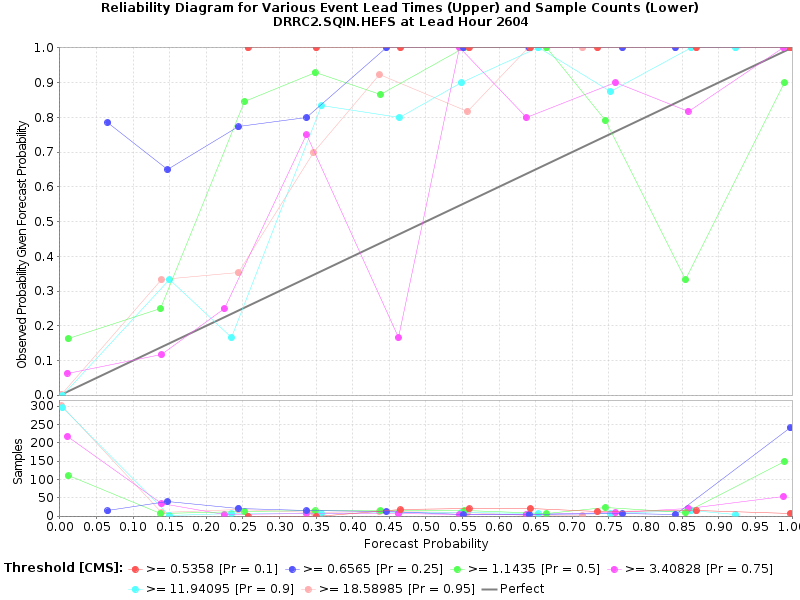 Reliability Diagram for Various Event Lead Times (Upper) and Sample Counts (Lower)
DRRC2.SQIN.HEFS at Lead Hour 2604
Observed Probability Given Forecast Probability
1.0
0.9
0.8
0.7
0.6
0.5
0.4
0.3
0.2
0.1
0.0
Samples
300
250
200
150
100
50
0
0.00 0.05 0.10 0.15 0.20 0.25 0.30 0.35 0.40 0.45 0.50 0.55 0.60 0.65 0.70 0.75 0.80 0.85 0.90 0.95 1.00
Forecast Probability
Threshold [CMS]: >= 0.5358 [Pr = 0.1] >= 0.6565 [Pr = 0.25] >= 1.1435 [Pr = 0.5] >= 3.40828 [Pr = 0.75]
>= 11.94095 [Pr = 0.9] >= 18.58985 [Pr = 0.95] Perfect